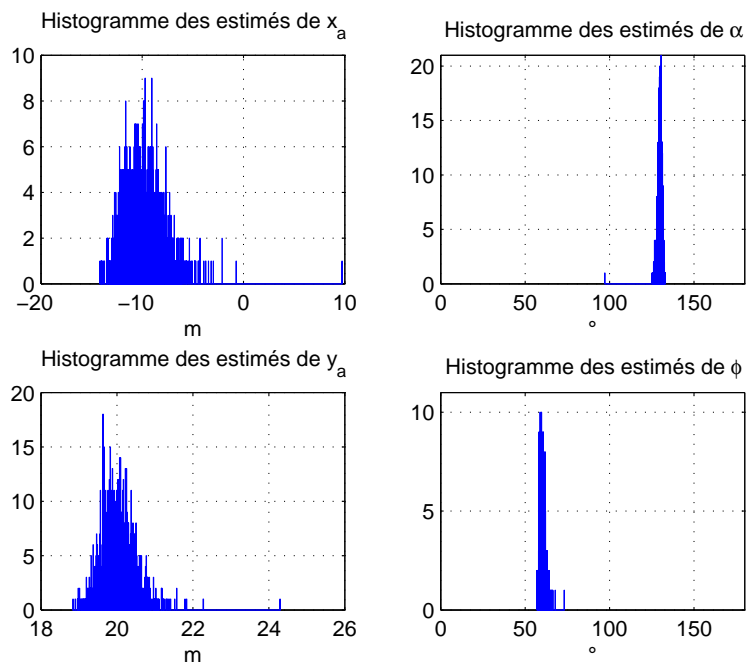 Histogramme des estimés de x_a
10
8
6
4
2
0
−20 −10 0 10
m
Histogramme des estimés de α
20
15
10
5
0
0 50 100 150
°
Histogramme des estimés de y_a
20
15
10
5
0
18 20 22 24 26
m
Histogramme des estimés de ϕ
10
5
0
0 50 100 150
°